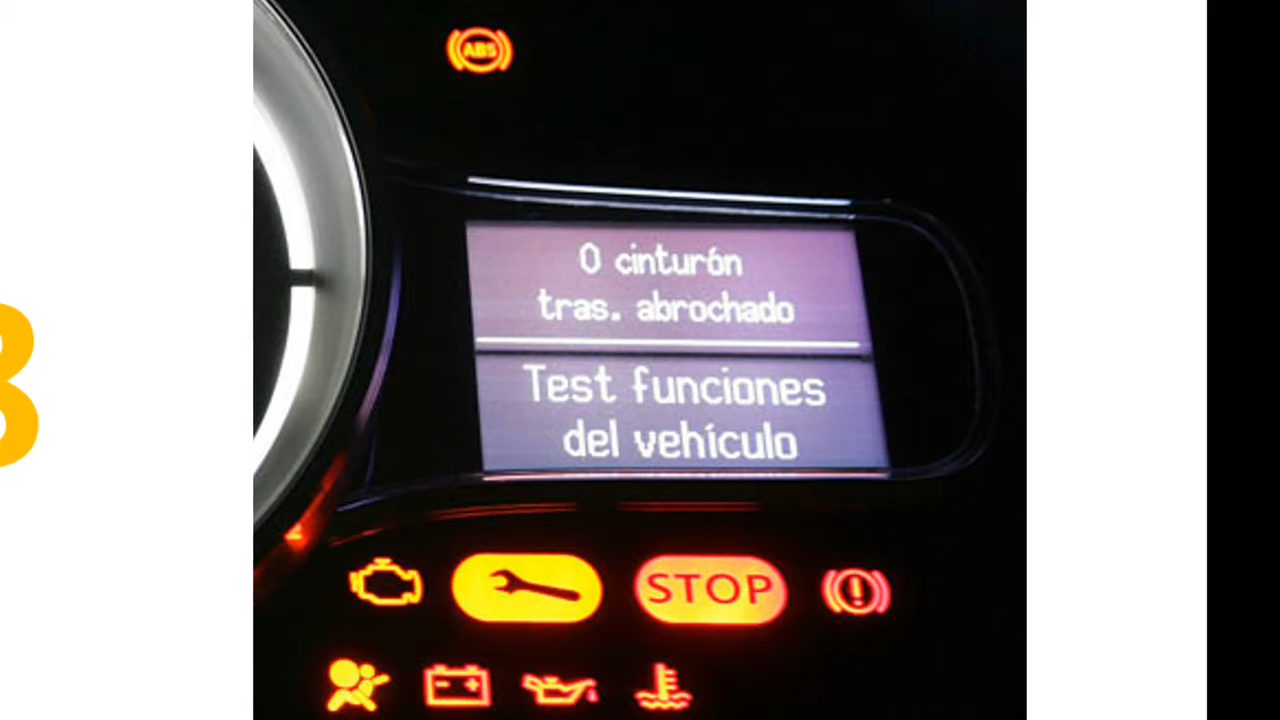 ABS
0 cinturón
tras. abrochado
Test funciones
del vehículo
STOP